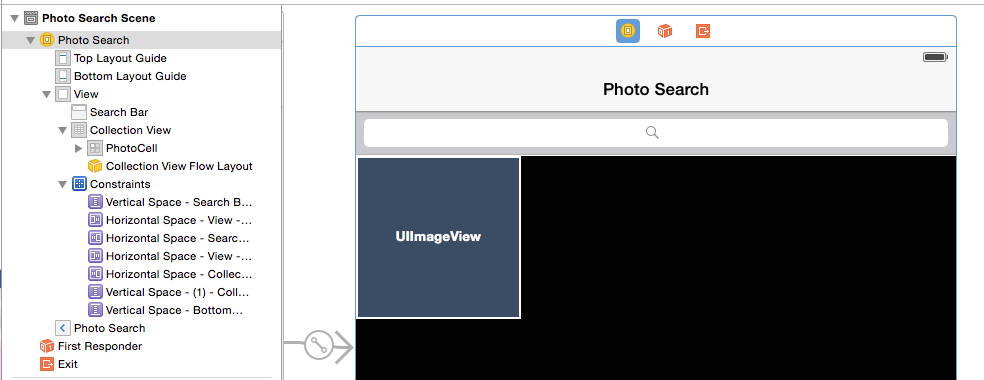 Photo Search Scene
Photo Search
Top Layout Guide
Bottom Layout Guide
View
Search Bar
Collection View
PhotoCell
Collection View Flow Layout
Constraints
Vertical Space - Search B...
Horizontal Space - View -...
Horizontal Space - Searc...
Horizontal Space - View -...
Horizontal Space - Collec...
Vertical Space - (1) - Coll...
Vertical Space - Bottom...
Photo Search
First Responder
Exit
Photo Search
UIImageView